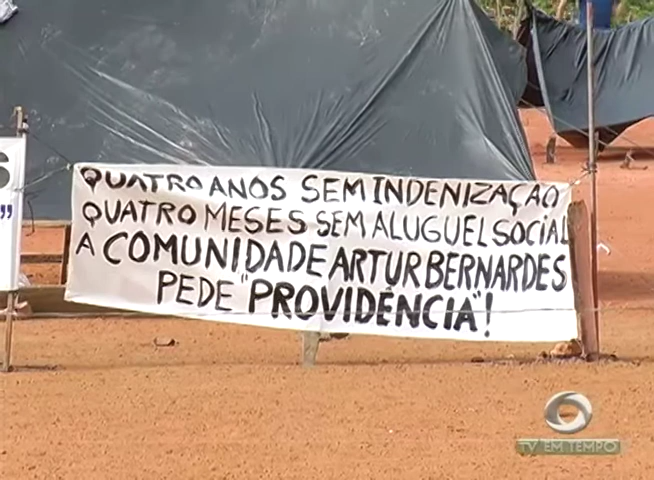 QUATRO ANOS SEM INDENIZAÇÃO
QUATRO MESES SEM ALUGUEL SOCIAL
A COMUNIDADE ARTUR BERNARDES
PEDE "PROVIDÊNCIA"!
S
"
TV EM TEMPO